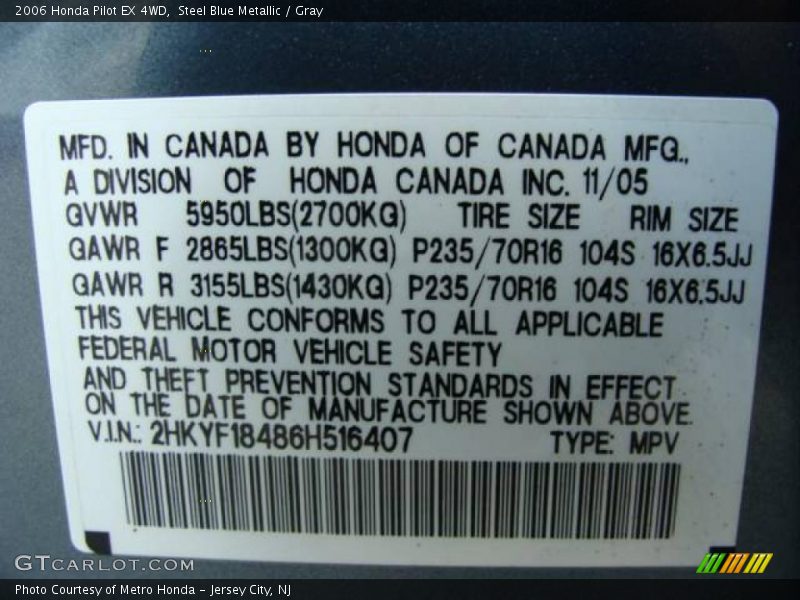 2006 Honda Pilot EX 4WD, Steel Blue Metallic / Gray
MFD. IN CANADA BY HONDA OF CANADA MFG.,
A DIVISION OF HONDA CANADA INC. 11/05
GVWR 5950LBS(2700KG) TIRE SIZE RIM SIZE
GAWR F 2865LBS(1300KG) P235/70R16 104S 16X6.5JJ
GAWR R 3155LBS(1430KG) P235/70R16 104S 16X6.5JJ
THIS VEHICLE CONFORMS TO ALL APPLICABLE
FEDERAL MOTOR VEHICLE SAFETY
AND THEFT PREVENTION STANDARDS IN EFFECT
ON THE DATE OF MANUFACTURE SHOWN ABOVE.
V.I.N.: 2HKYF18486H516407 TYPE: MPV
GTCARLOT.COM
Photo Courtesy of Metro Honda - Jersey City, NJ